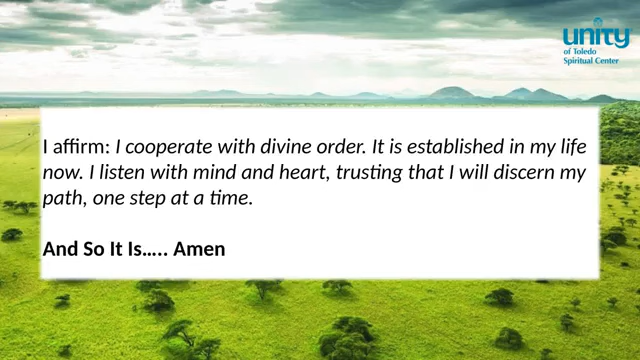 unity
of Toledo
Spiritual Center
I affirm: I cooperate with divine order. It is established in my life
now. I listen with mind and heart, trusting that I will discern my
path, one step at a time.
And So It Is….. Amen